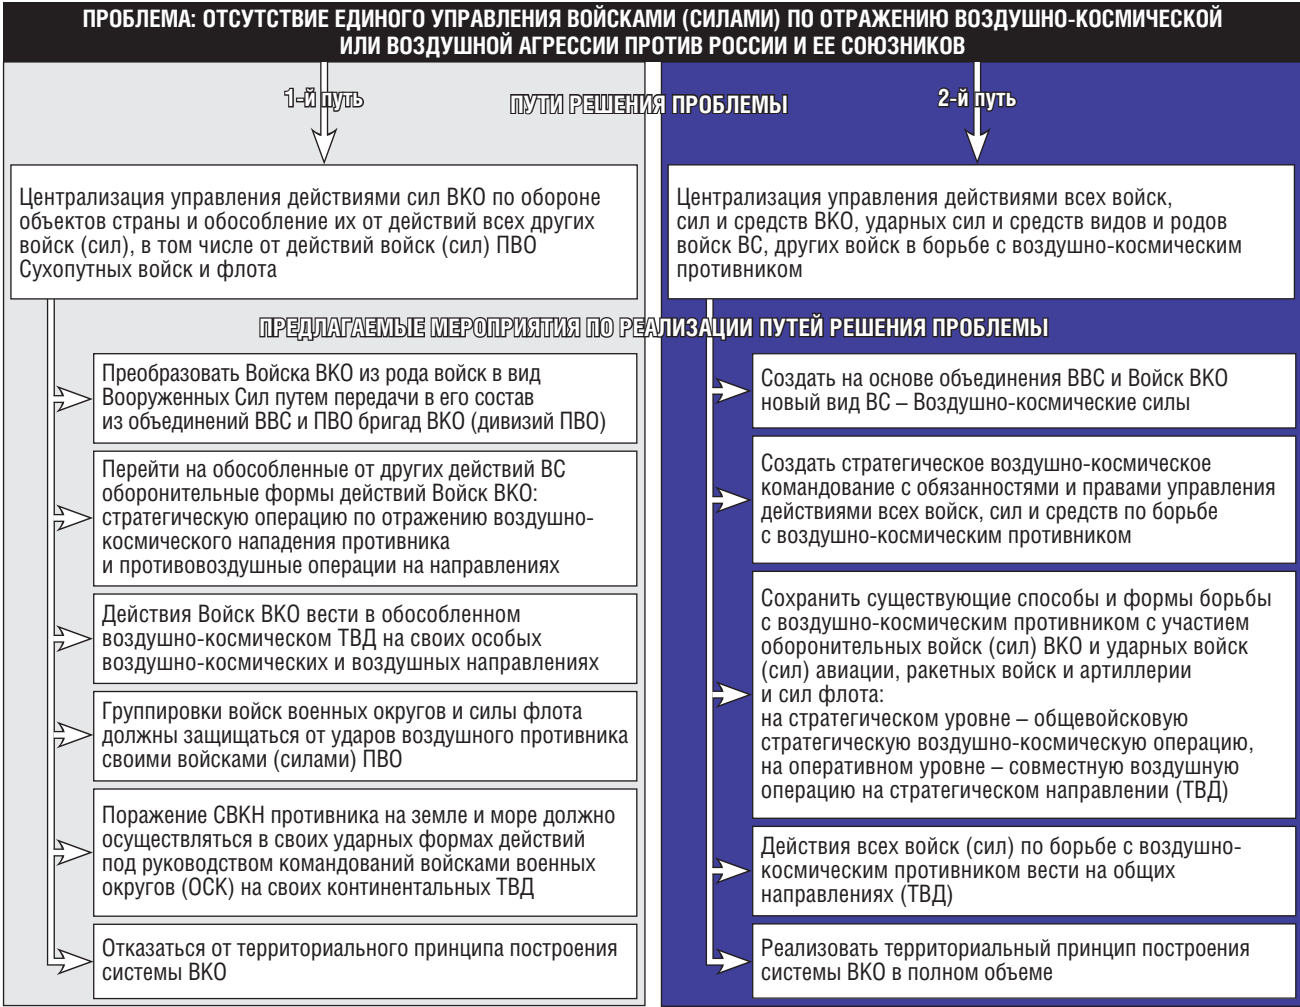 ПРОБЛЕМА: ОТСУТСТВИЕ ЕДИНОГО УПРАВЛЕНИЯ ВОЙСКАМИ (СИЛАМИ) ПО ОТРАЖЕНИЮ ВОЗДУШНО-КОСМИЧЕСКОЙ
ИЛИ ВОЗДУШНОЙ АГРЕССИИ ПРОТИВ РОССИИ И ЕЕ СОЮЗНИКОВ
ПУТИ РЕШЕНИЯ ПРОБЛЕМЫ
1-й путь
Централизация управления действиями сил ВКО по обороне
объектов страны и обособление их от действий всех других
войск (сил), в том числе от действий войск (сил) ПВО
Сухопутных войск и флота
2-й путь
Централизация управления действиями всех войск,
сил и средств ВКО, ударных сил и средств видов и родов
войск ВС, других войск в борьбе с воздушно-космическим
противником
ПРЕДЛАГАЕМЫЕ МЕРОПРИЯТИЯ ПО РЕАЛИЗАЦИИ ПУТЕЙ РЕШЕНИЯ ПРОБЛЕМЫ
Преобразовать Войска ВКО из рода войск в вид
Вооруженных Сил путем передачи в его состав
из объединений ВВС и ПВО бригад ВКО (дивизий ПВО)
Перейти на обособленные от других действий ВС
оборонительные формы действий Войск ВКО:
стратегическую операцию по отражению воздушно-
космического нападения противника
и противовоздушные операции на направлениях
Действия Войск ВКО вести в обособленном
воздушно-космическом ТВД на своих особых
воздушно-космических и воздушных направлениях
Группировки войск военных округов и силы флота
должны защищаться от ударов воздушного противника
своими войсками (силами) ПВО
Поражение СВКН противника на земле и море должно
осуществляться в своих ударных формах действий
под руководством командований войсками военных
округов (ОСК) на своих континентальных ТВД
Отказаться от территориального принципа построения
системы ВКО
Создать на основе объединения ВВС и Войск ВКО
новый вид ВС – Воздушно-космические силы
Создать стратегическое воздушно-космическое
командование с обязанностями и правами управления
действиями всех войск, сил и средств по борьбе
с воздушно-космическим противником
Сохранить существующие способы и формы борьбы
с воздушно-космическим противником с участием
оборонительных войск (сил) ВКО и ударных войск
(сил) авиации, ракетных войск и артиллерии
и сил флота:
на стратегическом уровне – общевойсковую
стратегическую воздушно-космическую операцию,
на оперативном уровне – совместную воздушную
операцию на стратегическом направлении (ТВД)
Действия всех войск (сил) по борьбе с воздушно-
космическим противником вести на общих
направлениях (ТВД)
Реализовать территориальный принцип построения
системы ВКО в полном объеме